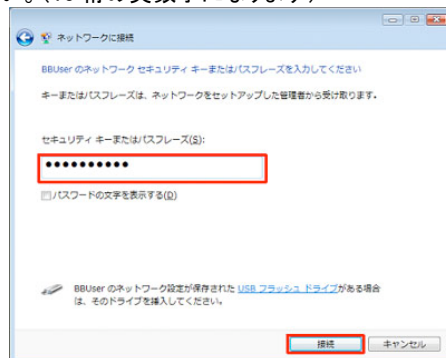 ネットワークに接続
BBUser のネットワーク セキュリティ キーまたはパスフレーズを入力してください
キーまたはパスフレーズは、ネットワークをセットアップした管理者から受け取ります。
セキュリティ キーまたはパスフレーズ(S):
●●●●●●●●●●
パスワードの文字を表示する(D)
BBUser のネットワーク設定が保存された USB フラッシュ ドライブがある場合
は、そのドライブを挿入してください。
接続 キャンセル